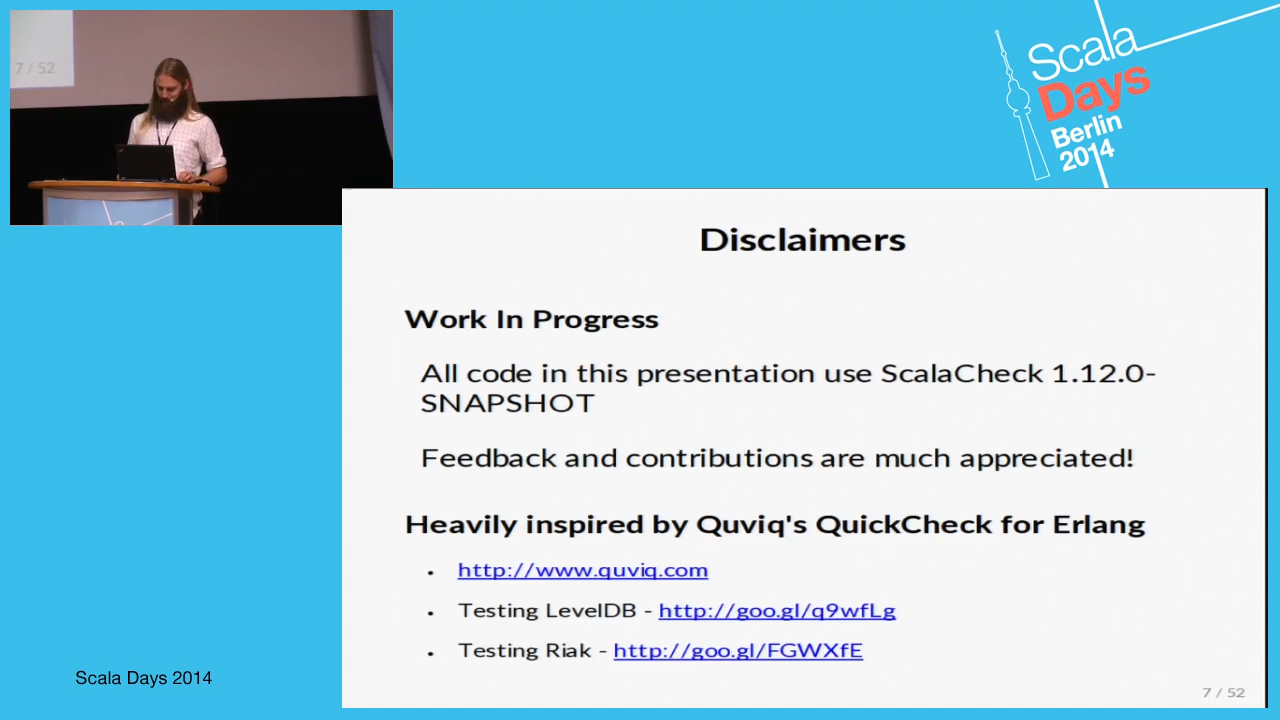 7 / 52
Scala
Days
Berlin
2014
Disclaimers
Work In Progress
All code in this presentation use ScalaCheck 1.12.0-
SNAPSHOT
Feedback and contributions are much appreciated!
Heavily inspired by Quviq's QuickCheck for Erlang
• http://www.quviq.com
• Testing LevelDB - http://goo.gl/q9wfLg
• Testing Riak - http://goo.gl/FGWXfE
7 / 52
Scala Days 2014